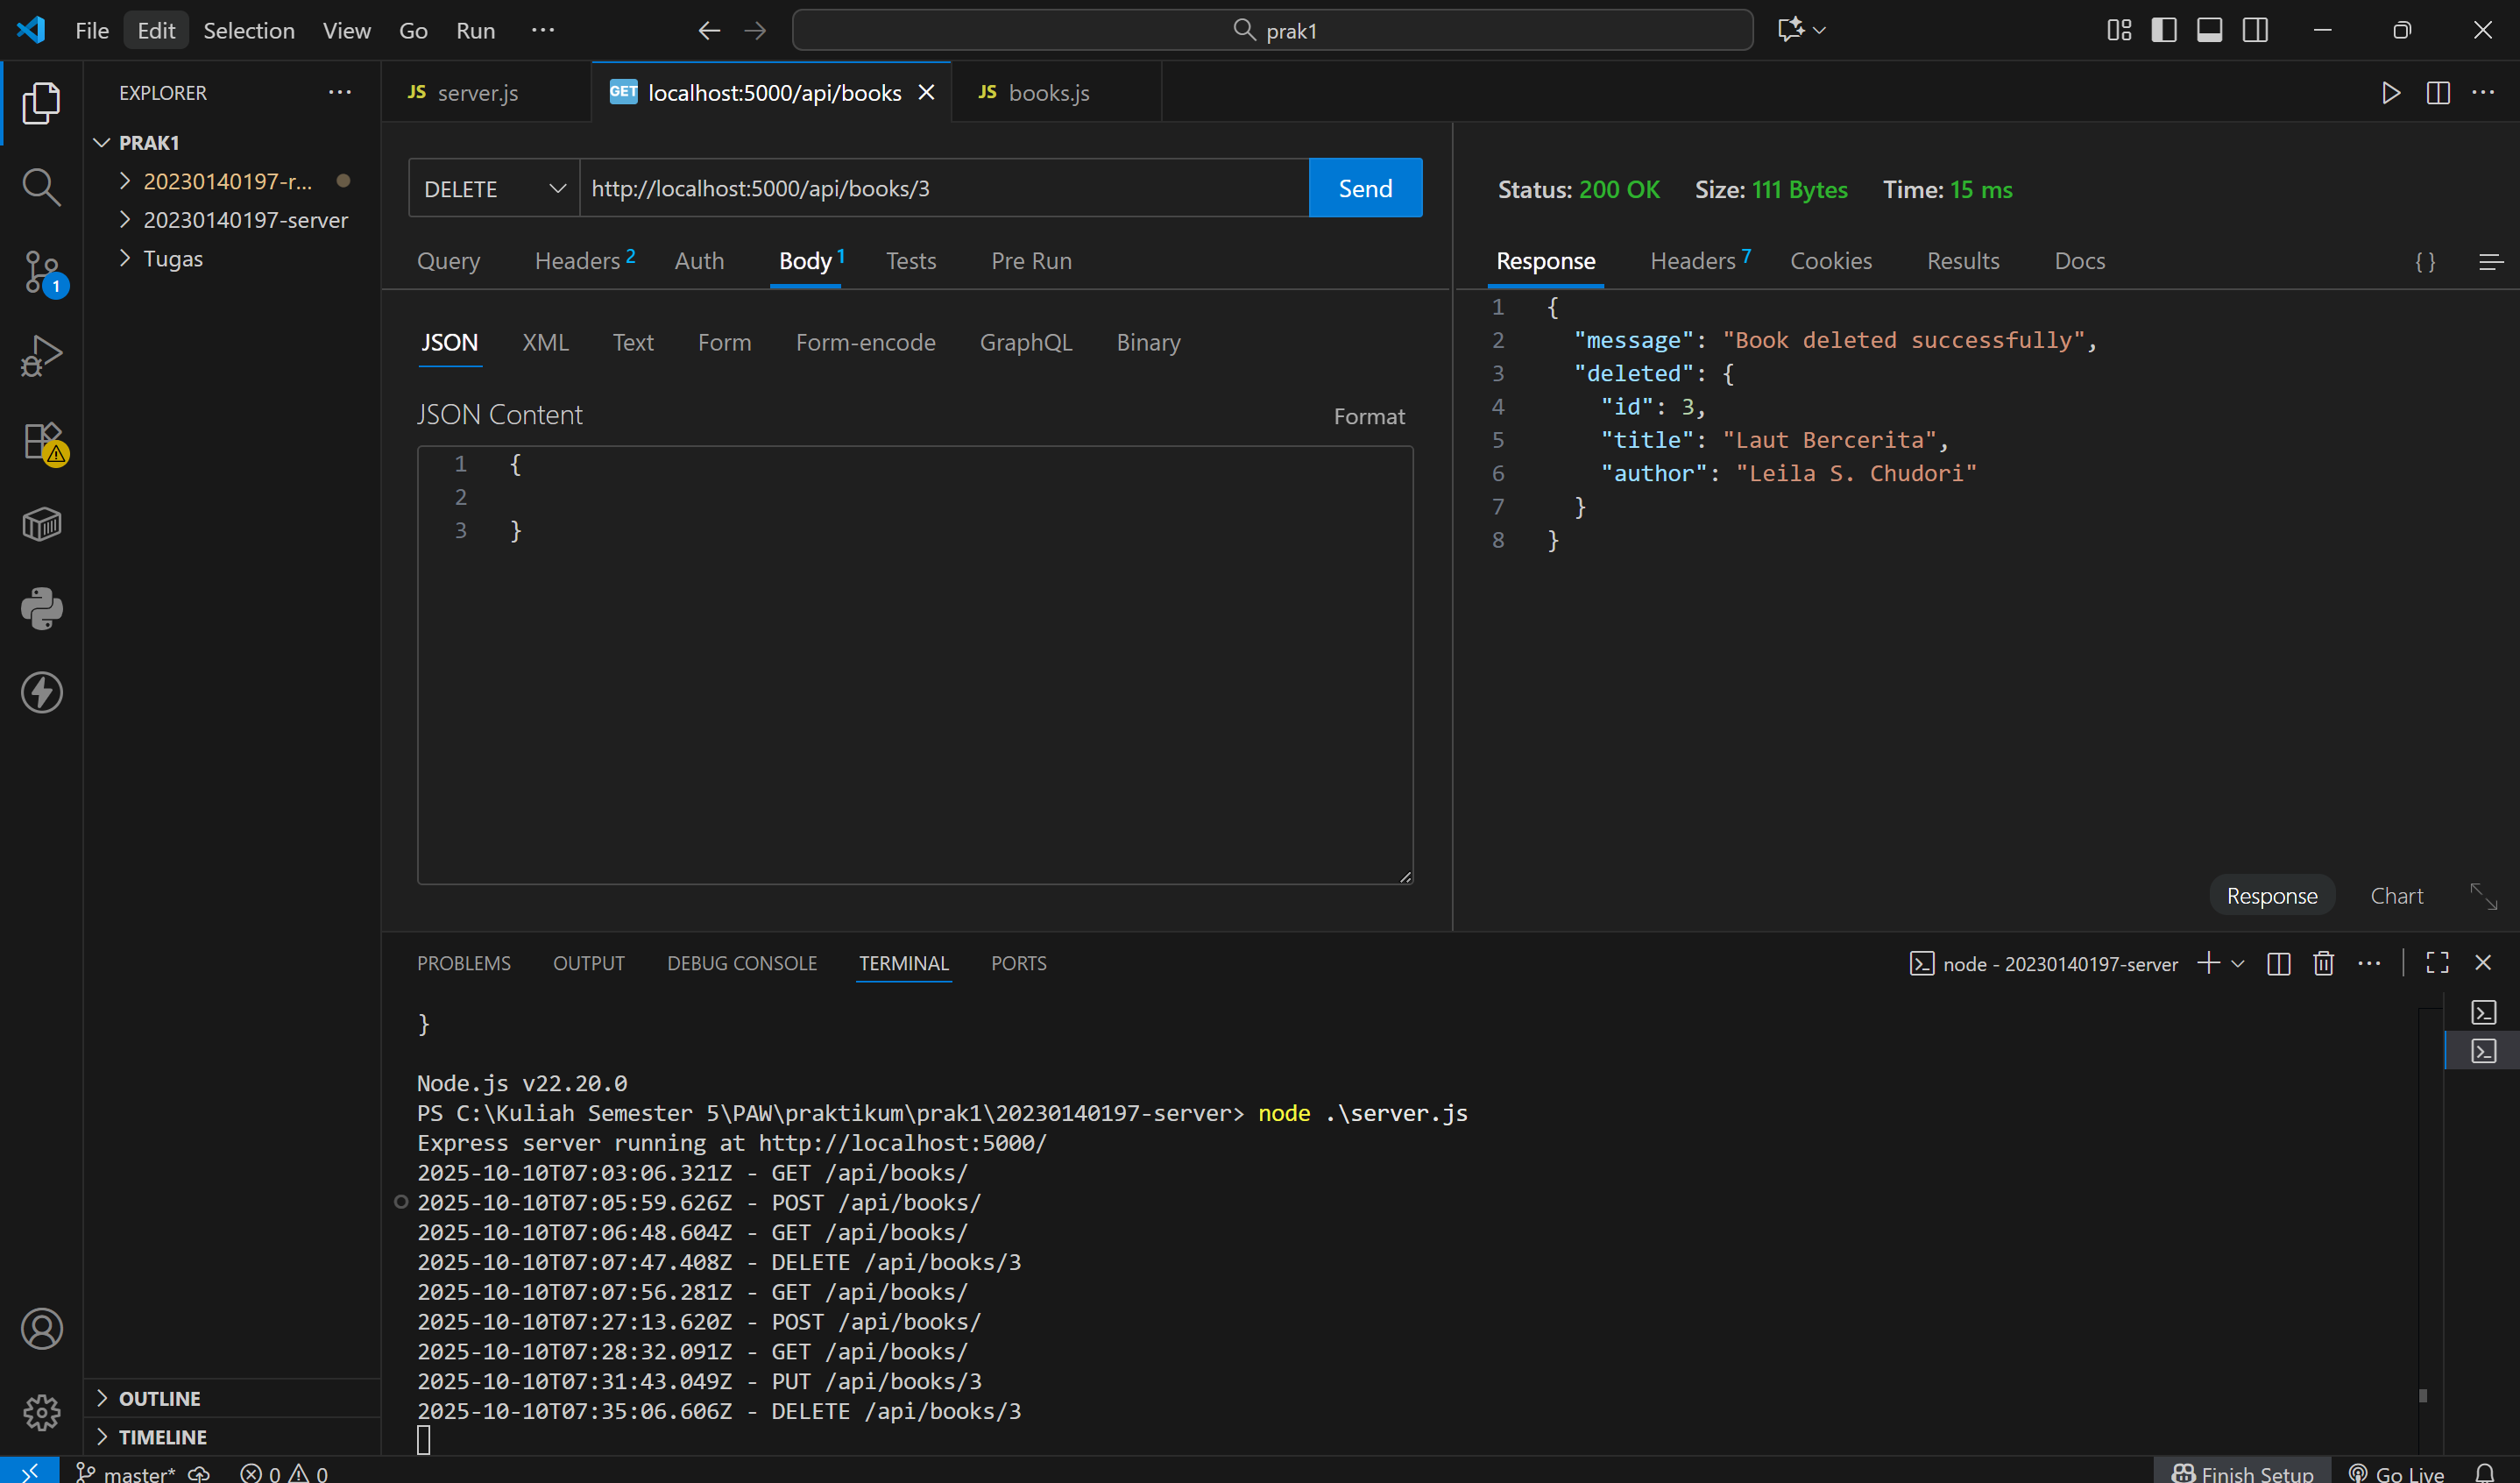 File Edit Selection View Go Run ··· prak1
EXPLORER ···
JS server.js GET localhost:5000/api/books JS books.js
PRAK1
20230140197-r...
20230140197-server
Tugas
DELETE http://localhost:5000/api/books/3 Send
Query Headers 2 Auth Body 1 Tests Pre Run
JSON XML Text Form Form-encode GraphQL Binary
JSON Content Format
1 {
2
3 }
Status: 200 OK Size: 111 Bytes Time: 15 ms
Response Headers 7 Cookies Results Docs { }
1 {
2 "message": "Book deleted successfully",
3 "deleted": {
4 "id": 3,
5 "title": "Laut Bercerita",
6 "author": "Leila S. Chudori"
7 }
8 }
Response Chart
1
PROBLEMS OUTPUT DEBUG CONSOLE TERMINAL PORTS node - 20230140197-server
}
Node.js v22.20.0
PS C:\Kuliah Semester 5\PAW\praktikum\prak1\20230140197-server> node .\server.js
Express server running at http://localhost:5000/
2025-10-10T07:03:06.321Z - GET /api/books/
2025-10-10T07:05:59.626Z - POST /api/books/
2025-10-10T07:06:48.604Z - GET /api/books/
2025-10-10T07:07:47.408Z - DELETE /api/books/3
2025-10-10T07:07:56.281Z - GET /api/books/
2025-10-10T07:27:13.620Z - POST /api/books/
2025-10-10T07:28:32.091Z - GET /api/books/
2025-10-10T07:31:43.049Z - PUT /api/books/3
2025-10-10T07:35:06.606Z - DELETE /api/books/3
OUTLINE
TIMELINE
master* 0 0 Finish Setup Go Live